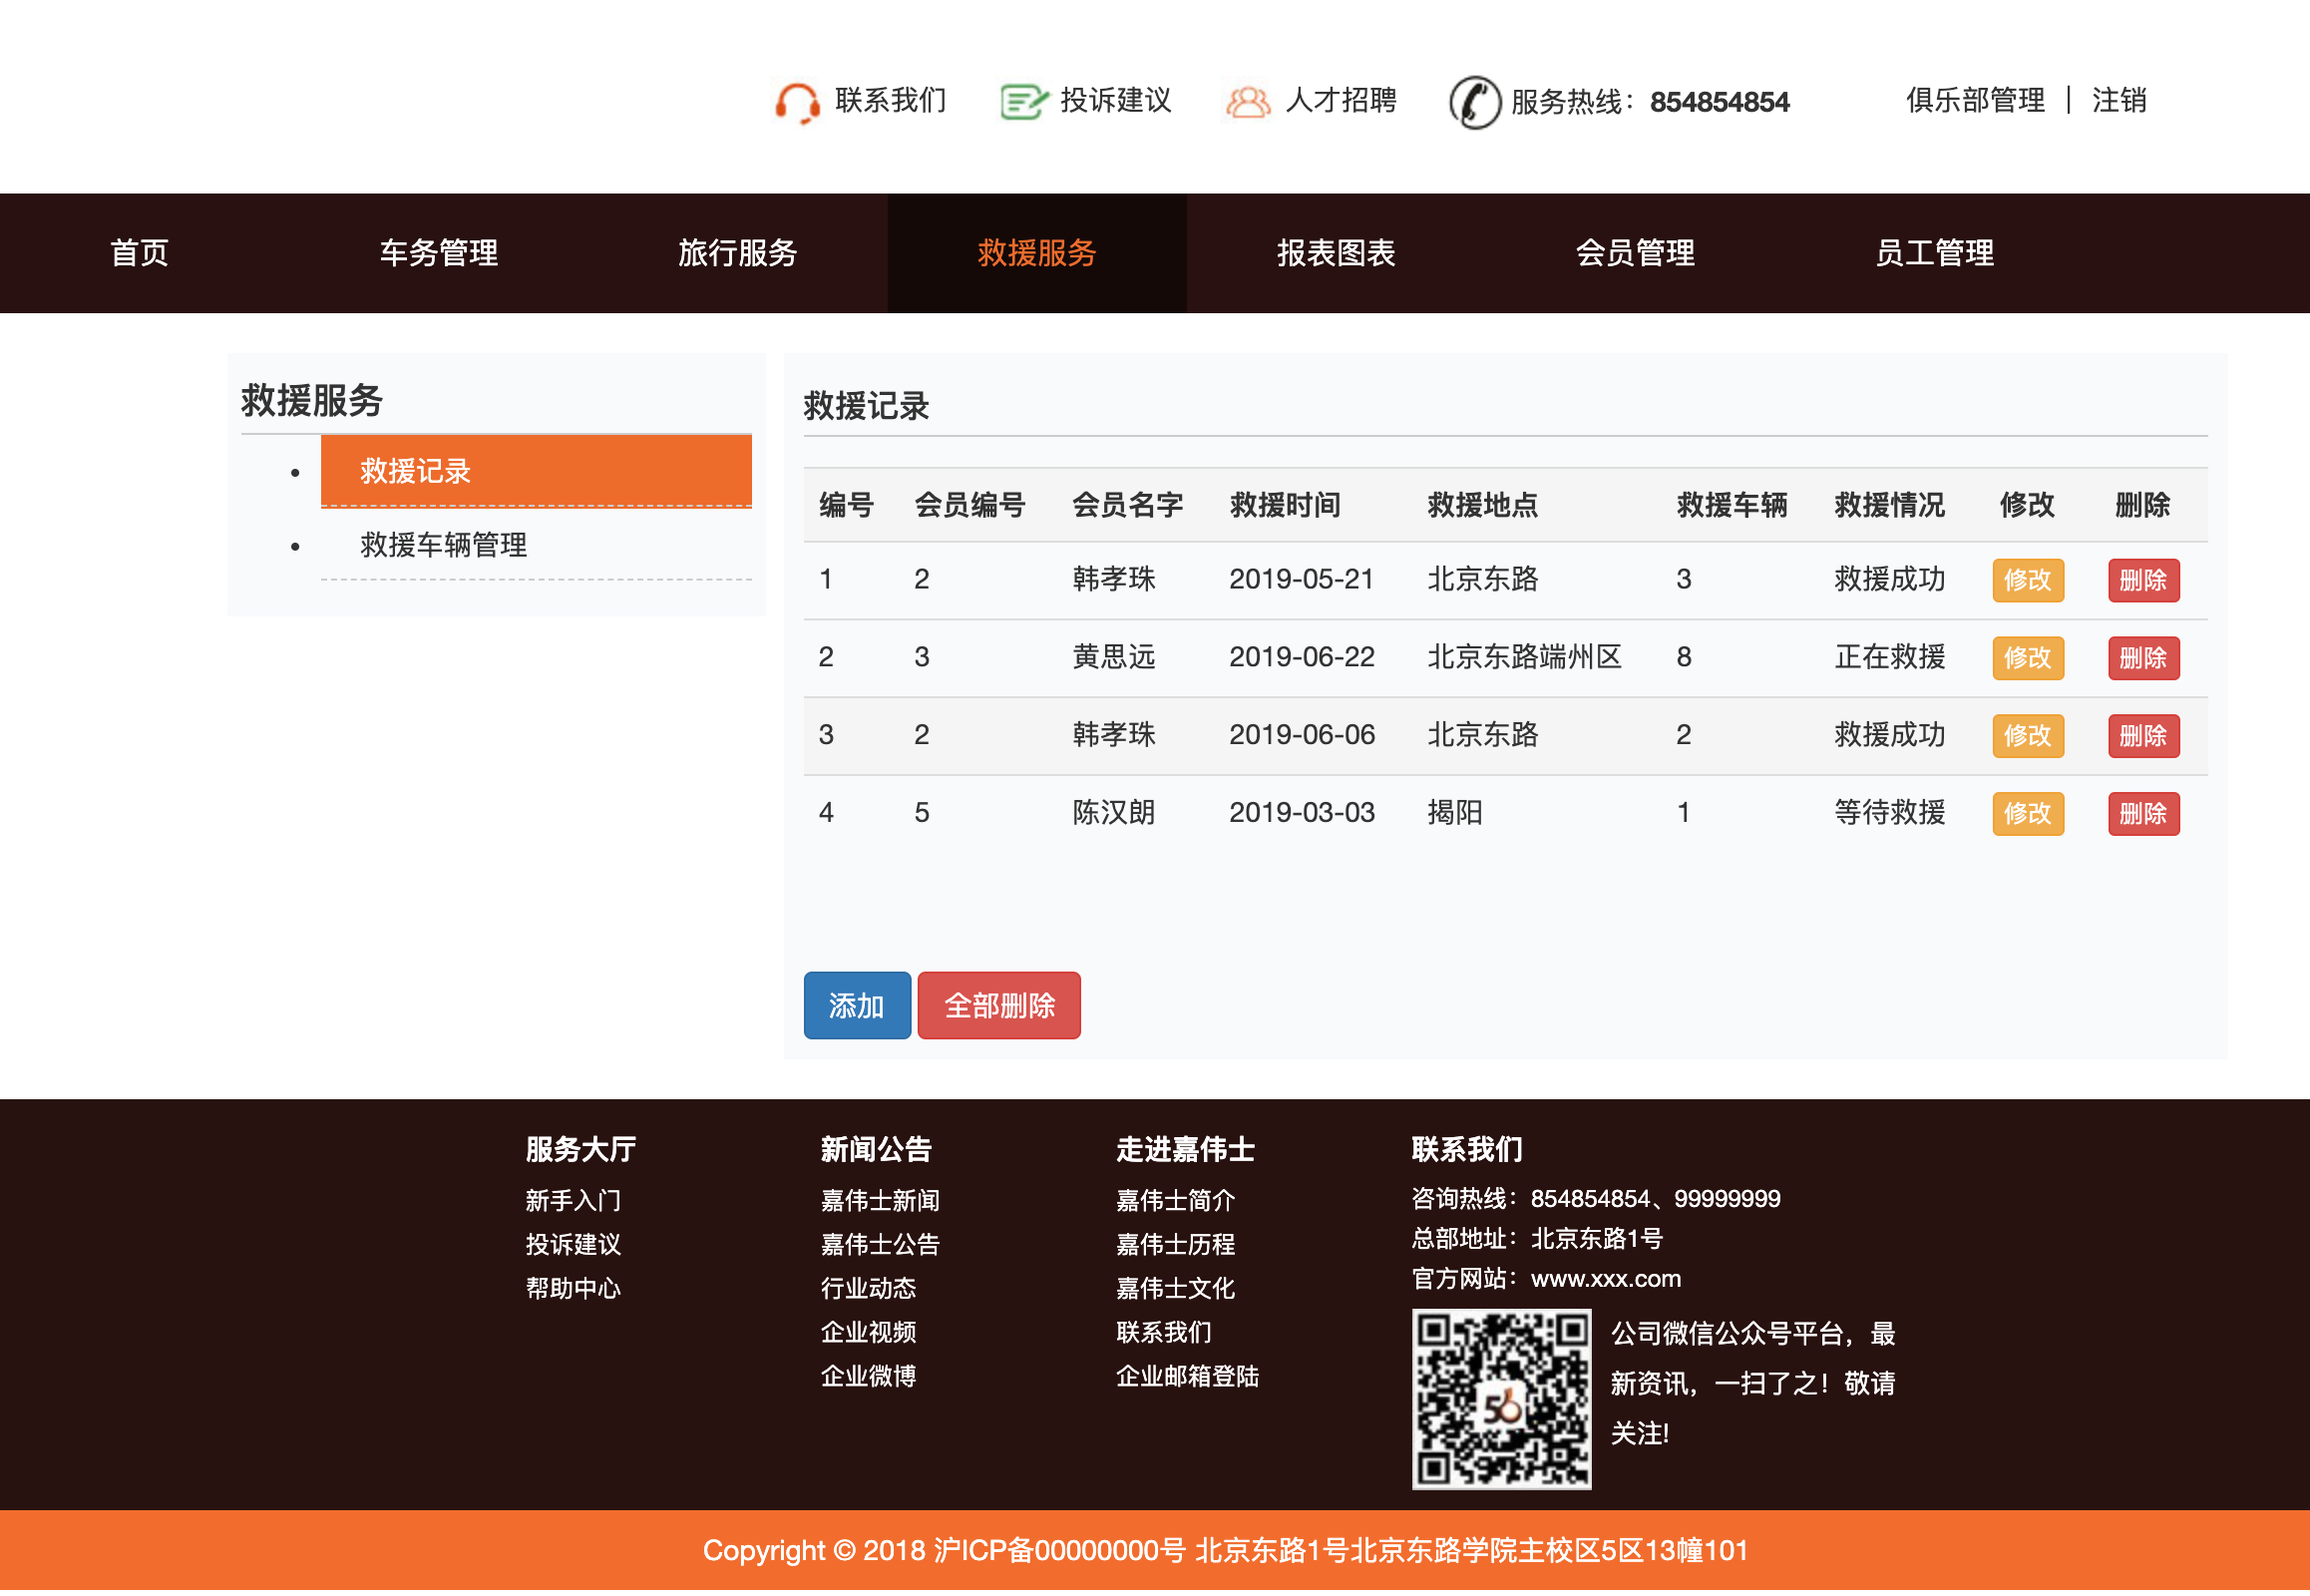 联系我们 投诉建议 人才招聘 服务热线：854854854 俱乐部管理 | 注销
首页 车务管理 旅行服务 救援服务 报表图表 会员管理 员工管理
救援服务
救援记录
救援车辆管理
救援记录
编号 会员编号 会员名字 救援时间 救援地点 救援车辆 救援情况 修改 删除
1 2 韩孝珠 2019-05-21 北京东路 3 救援成功 修改 删除
2 3 黄思远 2019-06-22 北京东路端州区 8 正在救援 修改 删除
3 2 韩孝珠 2019-06-06 北京东路 2 救援成功 修改 删除
4 5 陈汉朗 2019-03-03 揭阳 1 等待救援 修改 删除
添加 全部删除
服务大厅
新手入门
投诉建议
帮助中心
新闻公告
嘉伟士新闻
嘉伟士公告
行业动态
企业视频
企业微博
走进嘉伟士
嘉伟士简介
嘉伟士历程
嘉伟士文化
联系我们
企业邮箱登陆
联系我们
咨询热线：854854854、99999999
总部地址：北京东路1号
官方网站：www.xxx.com
公司微信公众号平台，最
新资讯，一扫了之！敬请
关注!
Copyright © 2018 沪ICP备00000000号 北京东路1号北京东路学院主校区5区13幢101